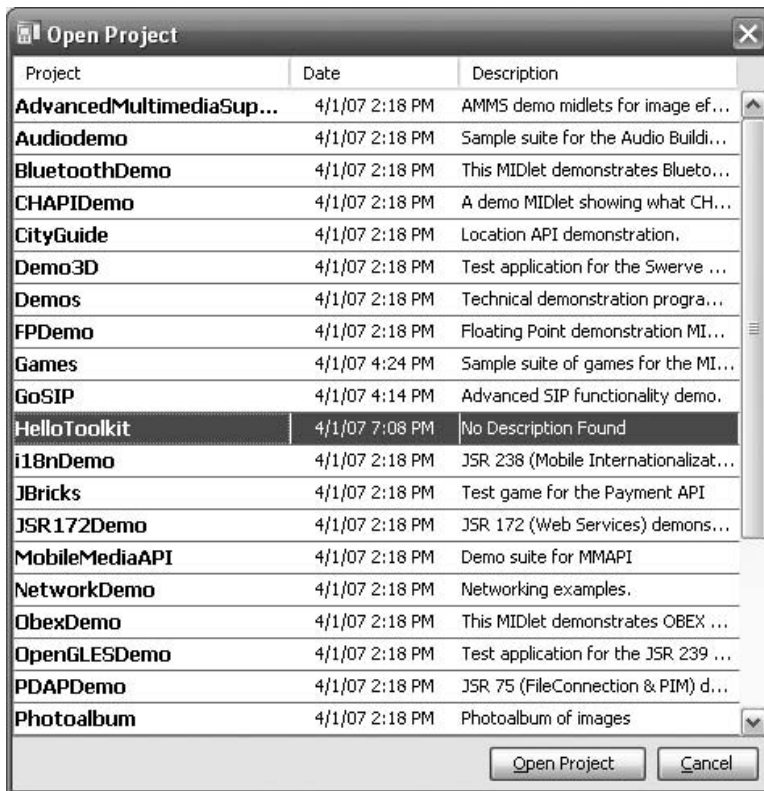 Open Project
Project Date Description
AdvancedMultimediaSup... 4/1/07 2:18 PM AMMS demo midlets for image ef...
Audiodemo 4/1/07 2:18 PM Sample suite for the Audio Buildi...
BluetoothDemo 4/1/07 2:18 PM This MIDlet demonstrates Blueto...
CHAPIDemo 4/1/07 2:18 PM A demo MIDlet showing what CH...
CityGuide 4/1/07 2:18 PM Location API demonstration.
Demo3D 4/1/07 2:18 PM Test application for the Swerve ...
Demos 4/1/07 2:18 PM Technical demonstration progra...
FPDemo 4/1/07 2:18 PM Floating Point demonstration MI...
Games 4/1/07 4:24 PM Sample suite of games for the MI...
GoSIP 4/1/07 4:14 PM Advanced SIP functionality demo.
HelloToolkit 4/1/07 7:08 PM No Description Found
i18nDemo 4/1/07 2:18 PM JSR 238 (Mobile Internationalizat...
JBricks 4/1/07 2:18 PM Test game for the Payment API
JSR172Demo 4/1/07 2:18 PM JSR 172 (Web Services) demons...
MobileMediaAPI 4/1/07 2:18 PM Demo suite for MMAPI
NetworkDemo 4/1/07 2:18 PM Networking examples.
ObexDemo 4/1/07 2:18 PM This MIDlet demonstrates OBEX ...
OpenGLESDemo 4/1/07 2:18 PM Test application for the JSR 239 ...
PDAPDemo 4/1/07 2:18 PM JSR 75 (FileConnection & PIM) d...
Photoalbum 4/1/07 2:18 PM Photoalbum of images
Open Project Cancel